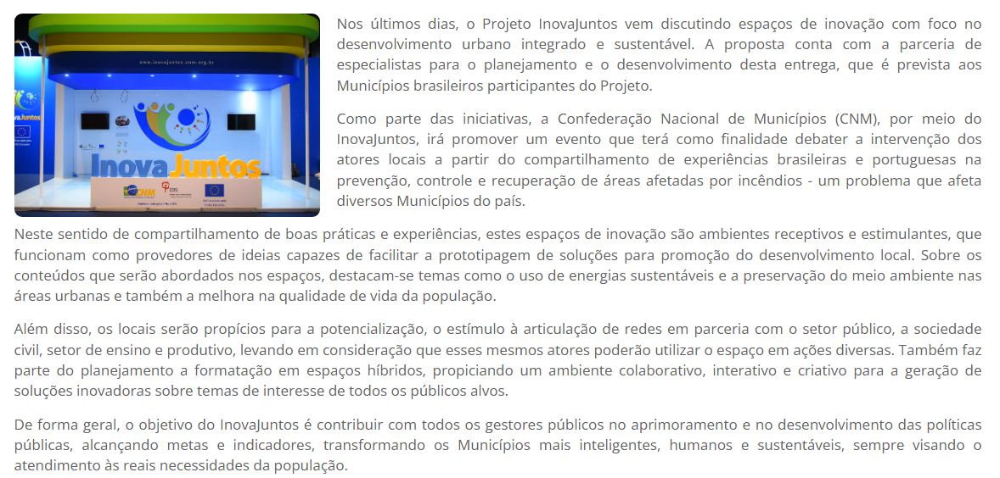 www.inovajuntos.cnm.org.br
InovaJuntos
CNM
Nos últimos dias, o Projeto InovaJuntos vem discutindo espaços de inovação com foco no
desenvolvimento urbano integrado e sustentável. A proposta conta com a parceria de
especialistas para o planejamento e o desenvolvimento desta entrega, que é prevista aos
Municípios brasileiros participantes do Projeto.
Como parte das iniciativas, a Confederação Nacional de Municípios (CNM), por meio do
InovaJuntos, irá promover um evento que terá como finalidade debater a intervenção dos
atores locais a partir do compartilhamento de experiências brasileiras e portuguesas na
prevenção, controle e recuperação de áreas afetadas por incêndios - um problema que afeta
diversos Municípios do país.
Neste sentido de compartilhamento de boas práticas e experiências, estes espaços de inovação são ambientes receptivos e estimulantes, que
funcionam como provedores de ideias capazes de facilitar a prototipagem de soluções para promoção do desenvolvimento local. Sobre os
conteúdos que serão abordados nos espaços, destacam-se temas como o uso de energias sustentáveis e a preservação do meio ambiente nas
áreas urbanas e também a melhora na qualidade de vida da população.
Além disso, os locais serão propícios para a potencialização, o estímulo à articulação de redes em parceria com o setor público, a sociedade
civil, setor de ensino e produtivo, levando em consideração que esses mesmos atores poderão utilizar o espaço em ações diversas. Também faz
parte do planejamento a formatação em espaços híbridos, propiciando um ambiente colaborativo, interativo e criativo para a geração de
soluções inovadoras sobre temas de interesse de todos os públicos alvos.
De forma geral, o objetivo do InovaJuntos é contribuir com todos os gestores públicos no aprimoramento e no desenvolvimento das políticas
públicas, alcançando metas e indicadores, transformando os Municípios mais inteligentes, humanos e sustentáveis, sempre visando o
atendimento às reais necessidades da população.